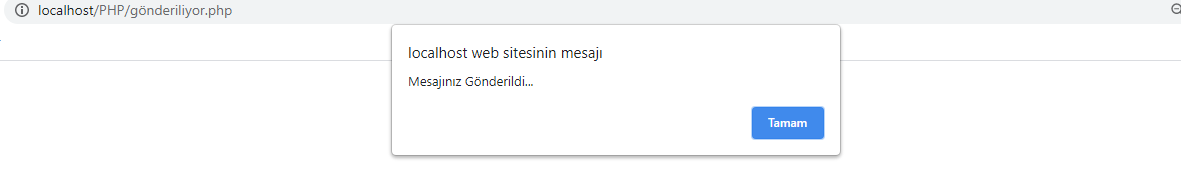 localhost/PHP/gönderiliyor.php
localhost web sitesinin mesajı
Mesajınız Gönderildi...
Tamam